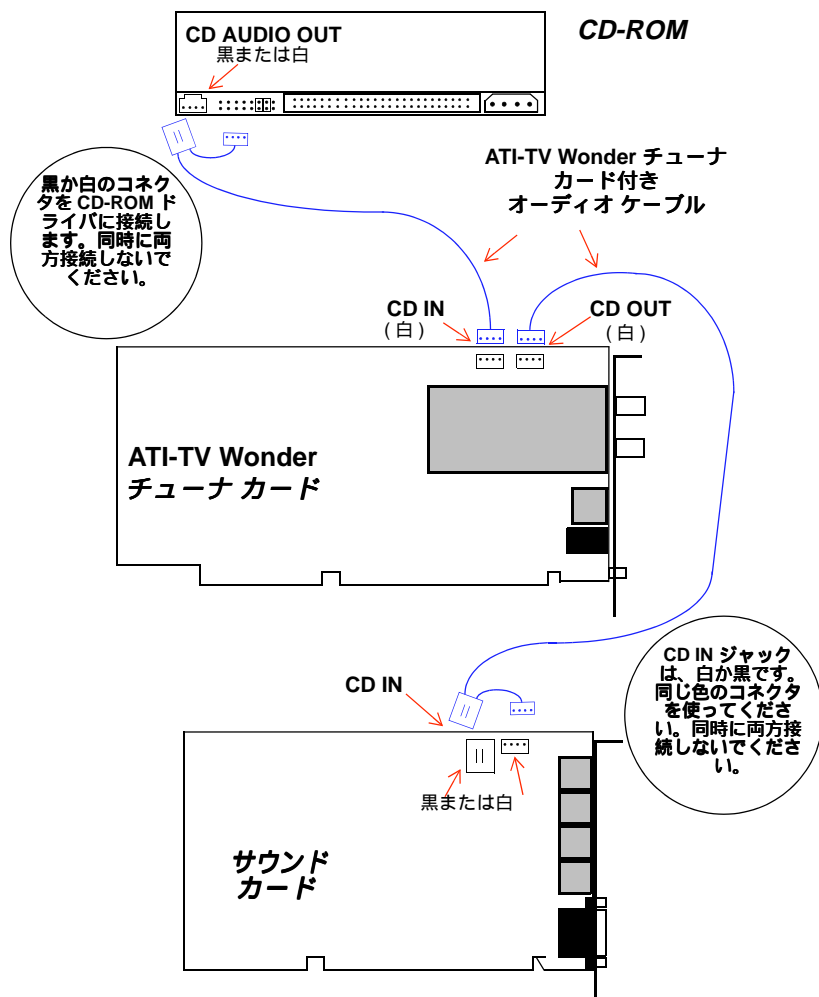 CD AUDIO OUT
黒または白
CD-ROM
ATI-TV Wonder チューナ
カード付き
オーディオ ケーブル
黒か白のコネク
タを CD-ROM ド
ライバに接続し
ます。同時に両
方接続しないで
ください。
CD IN
(白)
CD OUT
(白)
ATI-TV Wonder
チューナ カード
CD IN ジャック
は、白か黒です。
同じ色のコネクタ
を使ってくださ
い。同時に両方接
続しないでくださ
い。
CD IN
黒または白
サウンド
カード